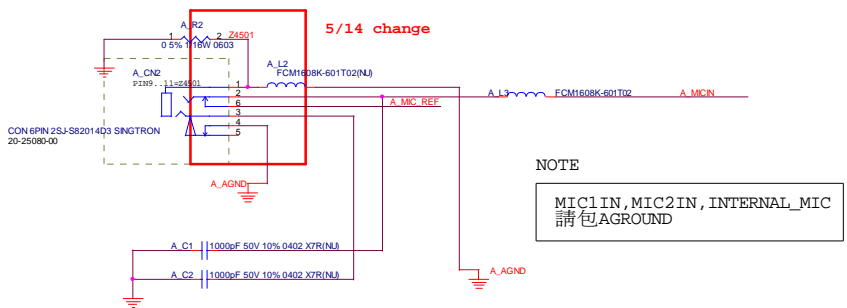 5/14 change
A_R2
1 2 Z4501
0 5% 1/16W 0603
A_CN2
PIN9..11=Z4501
A_L2
FCM1608K-601T02(NU)
1
2
6
3
4
5
A_MIC_REF
A_L3 FCM1608K-601T02 A_MICIN
CON 6PIN 2SJ-S82014D3 SINGTRON
20-25080-00
A_AGND
NOTE
MIC1IN,MIC2IN,INTERNAL_MIC
請包AGROUND
A_C1 1000pF 50V 10% 0402 X7R(NU)
A_C2 1000pF 50V 10% 0402 X7R(NU)
A_AGND